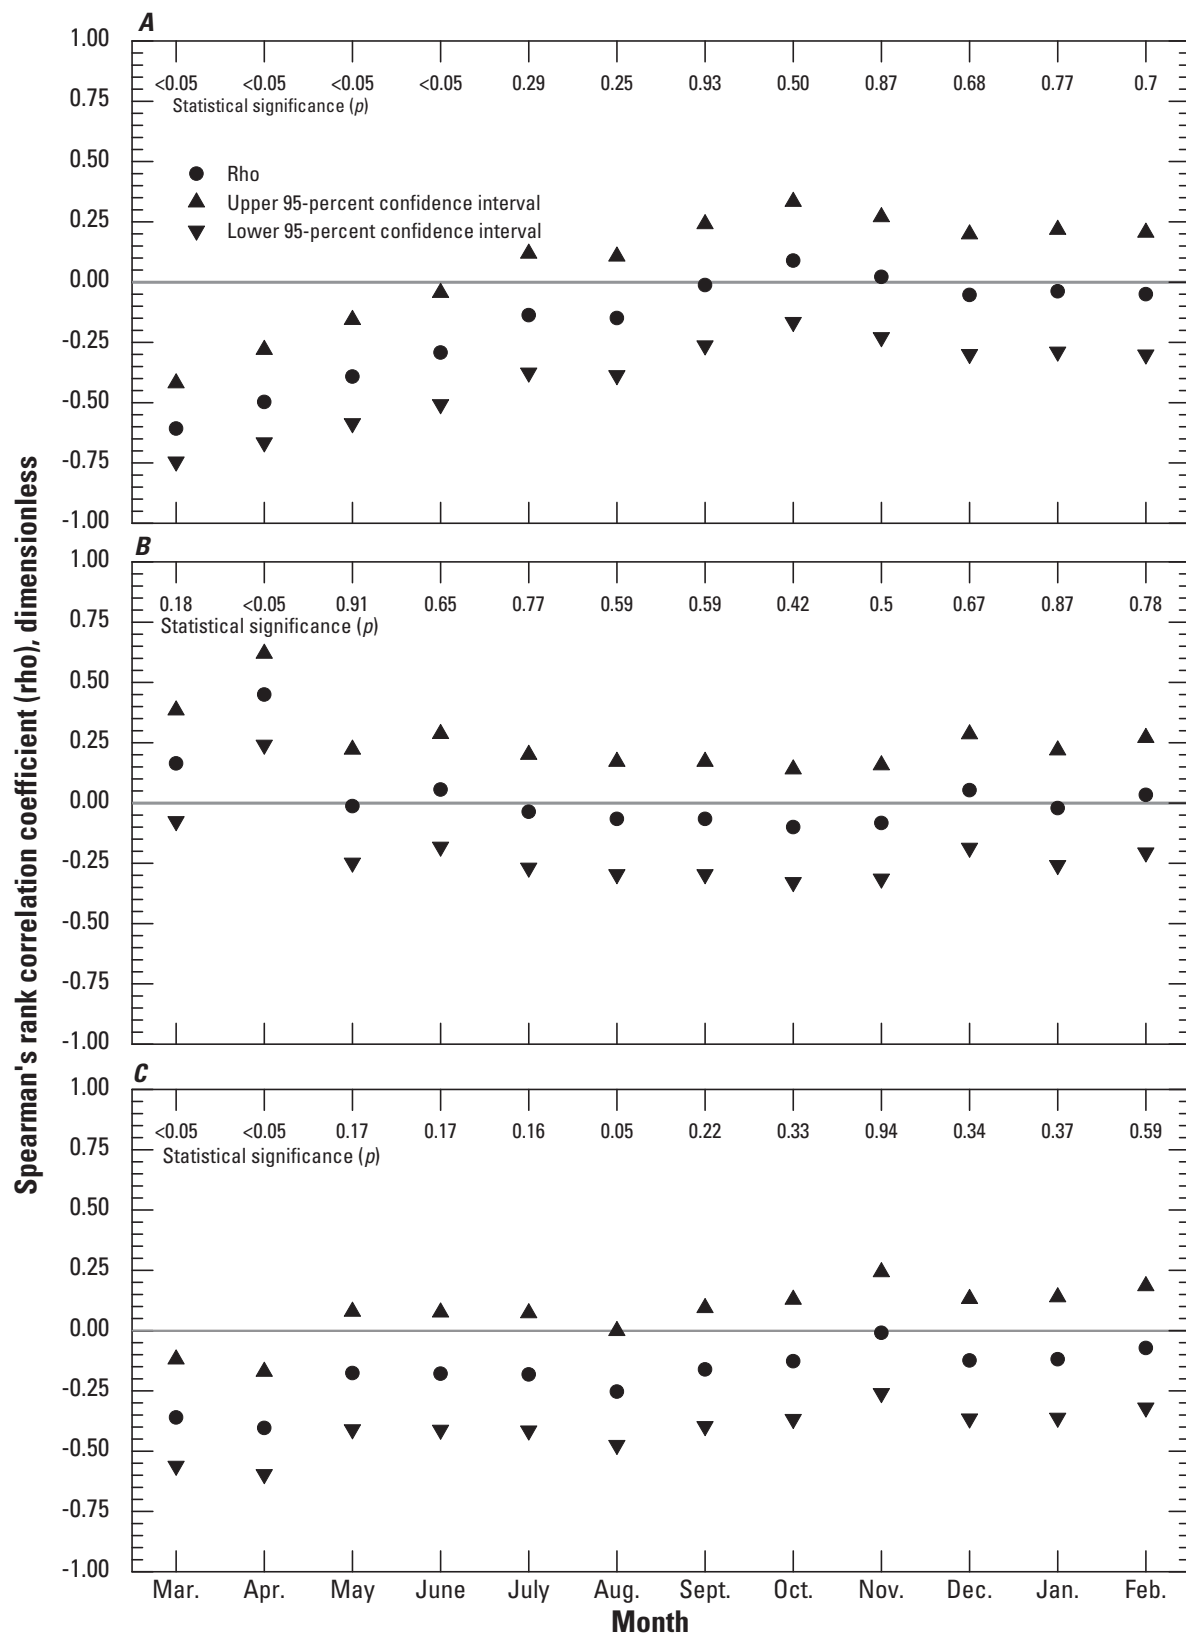 A
1.00
<0.05 <0.05 <0.05 <0.05 0.29 0.25 0.93 0.50 0.87 0.68 0.77 0.7
0.75
Statistical significance (p)
0.50
Rho
Upper 95-percent confidence interval
0.25
Lower 95-percent confidence interval
0.00
-0.25
-0.50
-0.75
-1.00
B
1.00
0.18 <0.05 0.91 0.65 0.77 0.59 0.59 0.42 0.5 0.67 0.87 0.78
0.75
Statistical significance (p)
0.50
0.25
0.00
-0.25
-0.50
-0.75
-1.00
C
1.00
<0.05 <0.05 0.17 0.17 0.16 0.05 0.22 0.33 0.94 0.34 0.37 0.59
0.75
Statistical significance (p)
0.50
0.25
0.00
-0.25
-0.50
-0.75
-1.00
Spearman's rank correlation coefficient (rho), dimensionless
Mar. Apr. May June July Aug. Sept. Oct. Nov. Dec. Jan. Feb.
Month